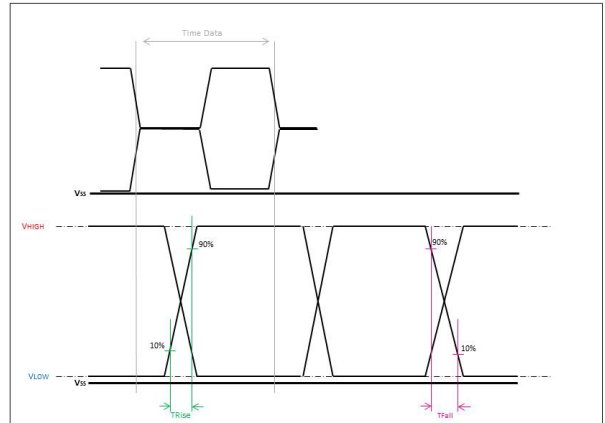 Time Data
Vss
VHIGH
90%
90%
10%
10%
VLOW
Vss
TRise
TFall